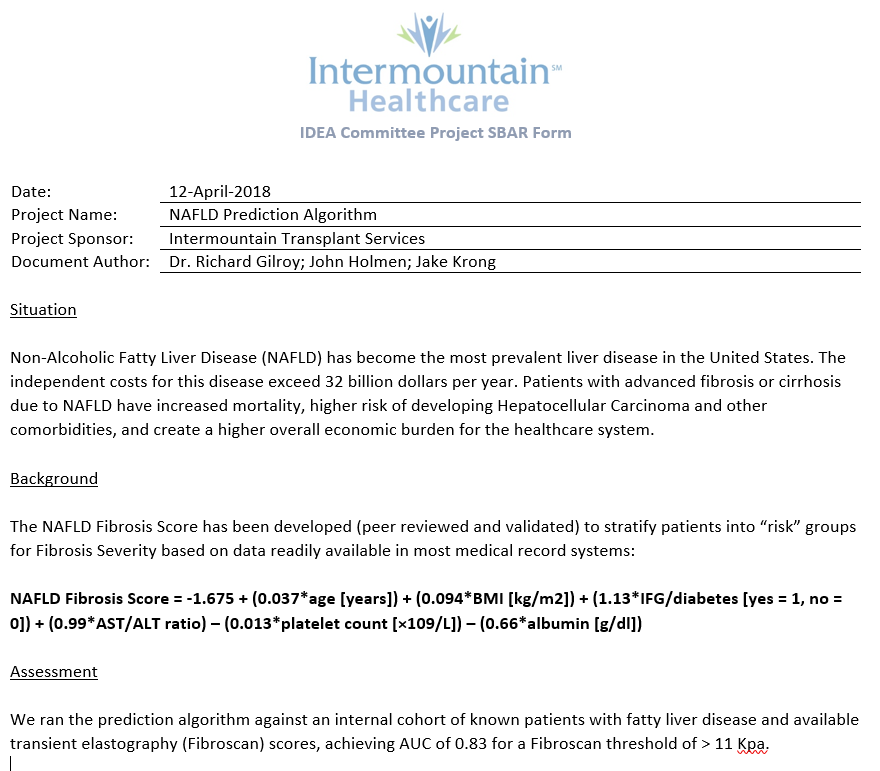 Intermountain℠
Healthcare
IDEA Committee Project SBAR Form
Date: 12-April-2018
Project Name: NAFLD Prediction Algorithm
Project Sponsor: Intermountain Transplant Services
Document Author: Dr. Richard Gilroy; John Holmen; Jake Krong
Situation
Non-Alcoholic Fatty Liver Disease (NAFLD) has become the most prevalent liver disease in the United States. The
independent costs for this disease exceed 32 billion dollars per year. Patients with advanced fibrosis or cirrhosis
due to NAFLD have increased mortality, higher risk of developing Hepatocellular Carcinoma and other
comorbidities, and create a higher overall economic burden for the healthcare system.
Background
The NAFLD Fibrosis Score has been developed (peer reviewed and validated) to stratify patients into “risk” groups
for Fibrosis Severity based on data readily available in most medical record systems:
NAFLD Fibrosis Score = -1.675 + (0.037*age [years]) + (0.094*BMI [kg/m2]) + (1.13*IFG/diabetes [yes = 1, no =
0]) + (0.99*AST/ALT ratio) – (0.013*platelet count [×109/L]) – (0.66*albumin [g/dl])
Assessment
We ran the prediction algorithm against an internal cohort of known patients with fatty liver disease and available
transient elastography (Fibroscan) scores, achieving AUC of 0.83 for a Fibroscan threshold of > 11 Kpa.